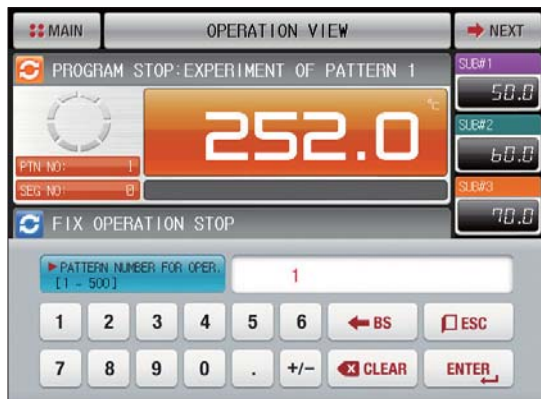 MAIN
OPERATION VIEW
NEXT
PROGRAM STOP:EXPERIMENT OF PATTERN 1
SUB#1
50.0
℃
252.0
SUB#2
60.0
PTN NO: 1
SEG NO: 0
SUB#3
70.0
FIX OPERATION STOP
PATTERN NUMBER FOR OPER.
[1 - 500]
1
1 2 3 4 5 6 BS ESC
7 8 9 0 . +/- CLEAR ENTER